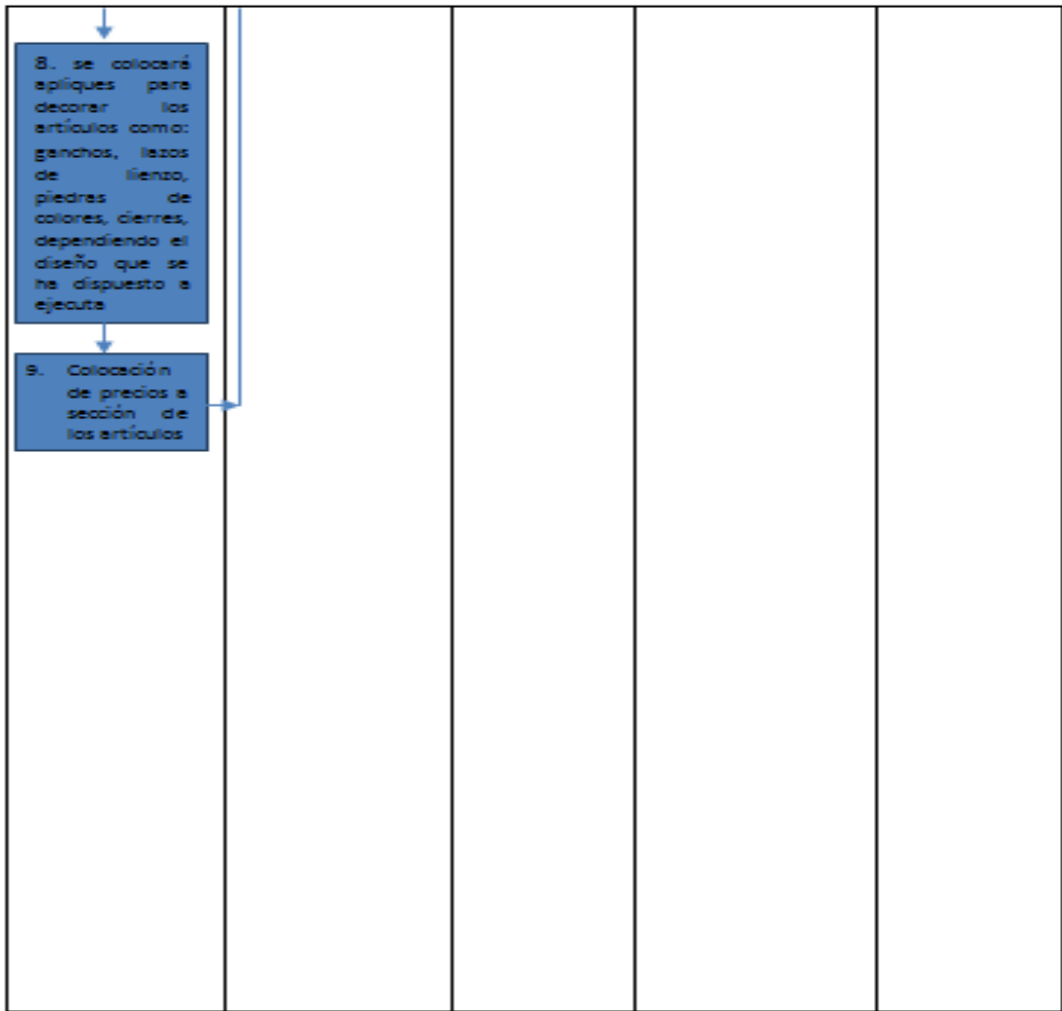 8. se colocará
apliques para
decorar los
artículos como:
ganchos, lazos
de lienzo,
piedras de
colores, cierres,
dependiendo el
diseño que se
ha dispuesto a
ejecuta
9. Colocación
de precios a
sección de
los artículos